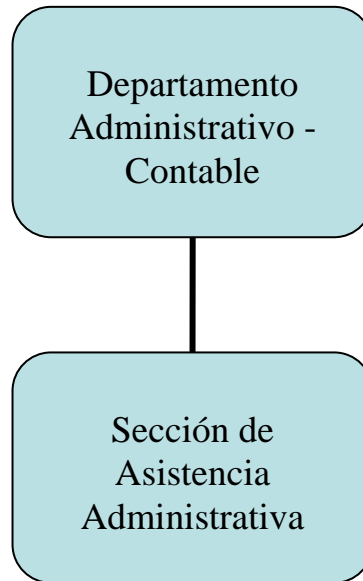 Departamento
Administrativo -
Contable
Sección de
Asistencia
Administrativa